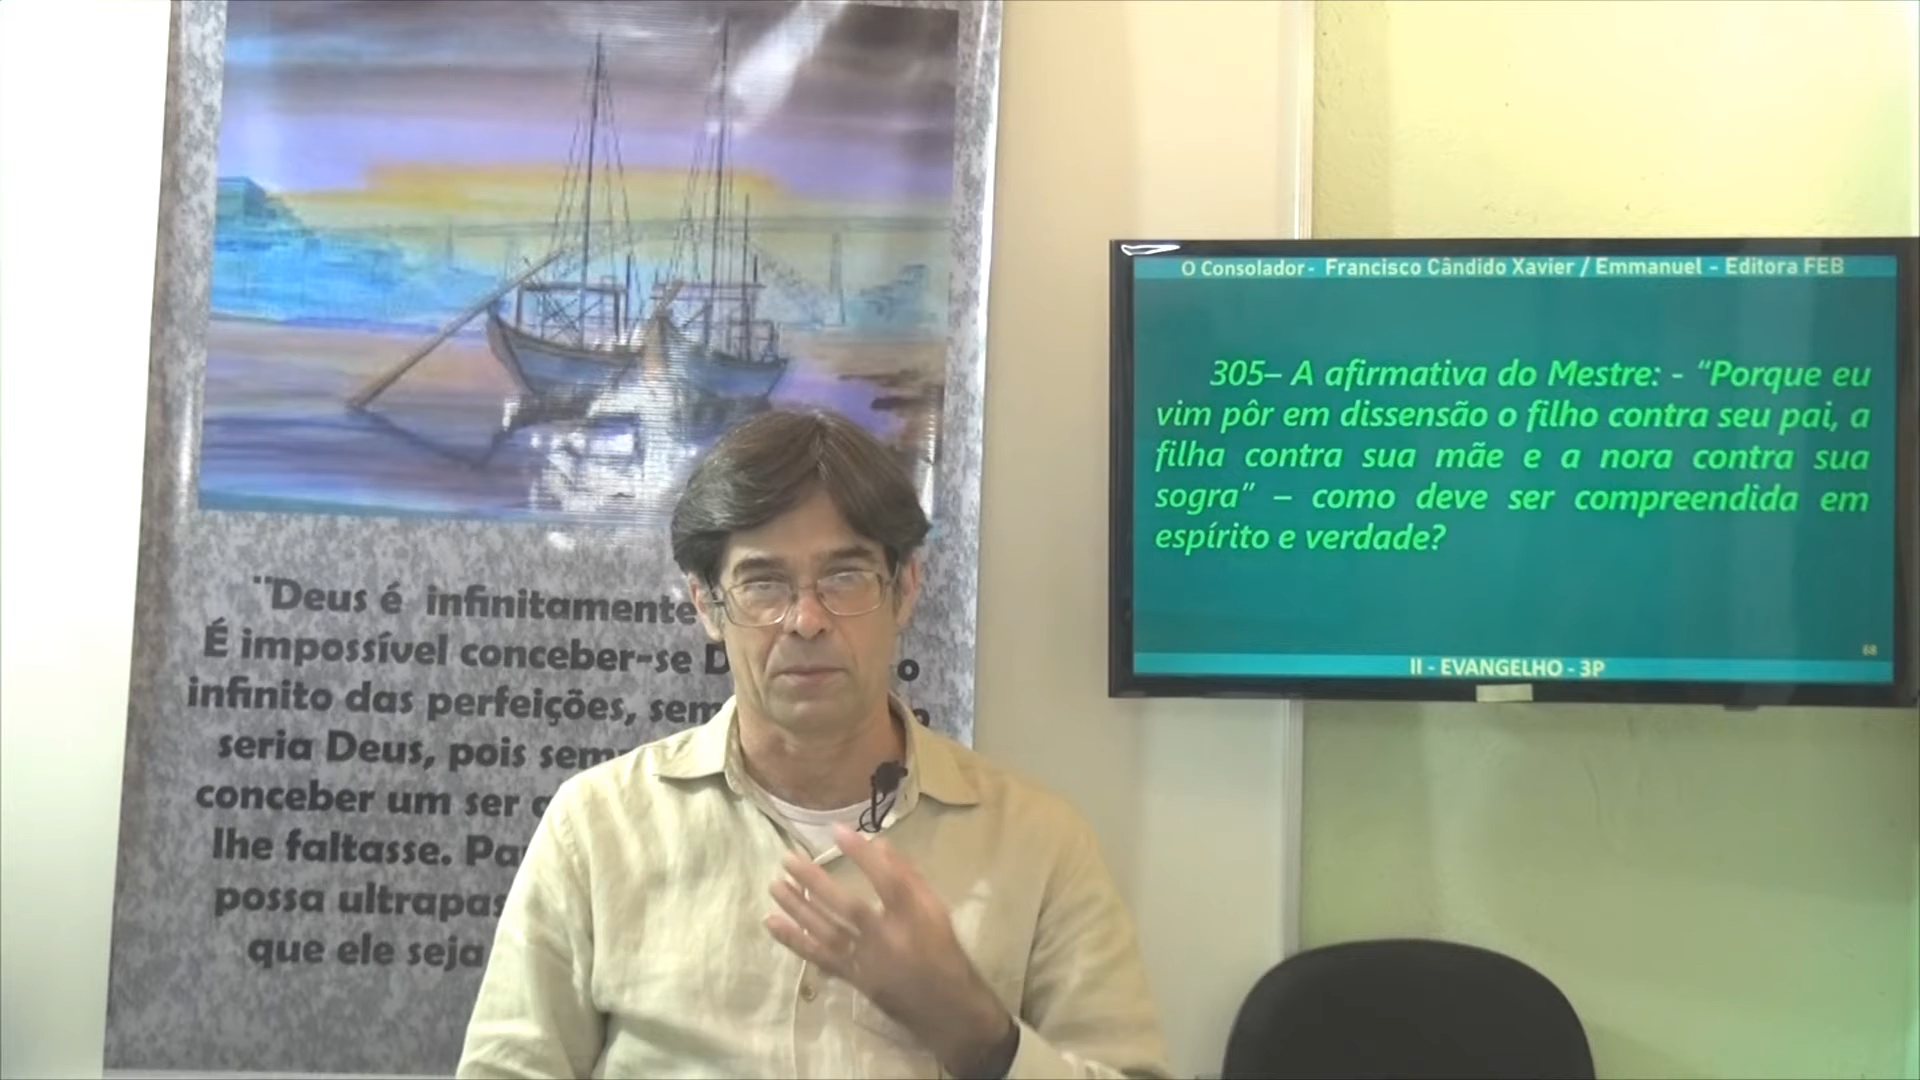 ¨Deus é infinitamente
É impossível conceber-se
infinito das perfeições,
seria Deus, pois
conceber um ser
lhe faltasse.
possa
que ele seja
O Consolador - Francisco Cândido Xavier / Emmanuel - Editora FEB
305– A afirmativa do Mestre: - “Porque eu
vim pôr em dissensão o filho contra seu pai, a
filha contra sua mãe e a nora contra sua
sogra” – como deve ser compreendida em
espírito e verdade?
68
II - EVANGELHO - 3P